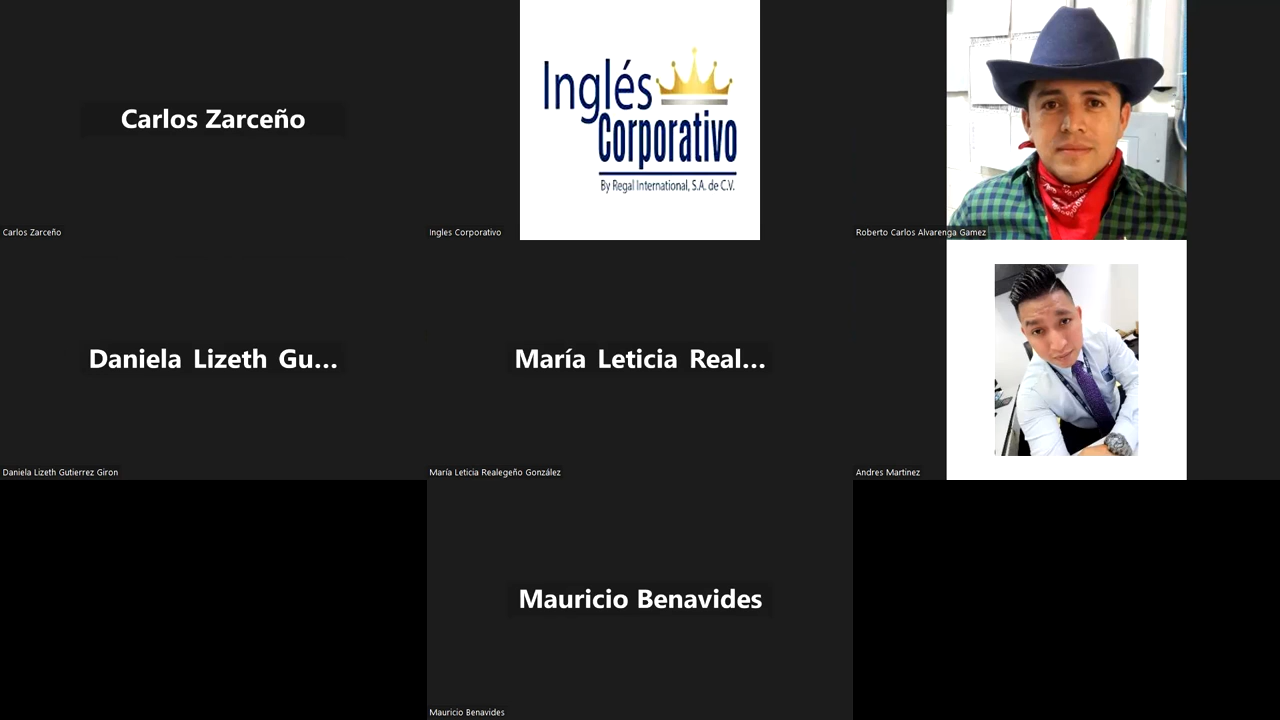 Carlos Zarceño
Carlos Zarceño
Inglés
Corporativo
By Regal International, S.A. de C.V.
Ingles Corporativo
Roberto Carlos Alvarenga Gamez
Daniela Lizeth Gu...
Daniela Lizeth Gutierrez Giron
María Leticia Real...
María Leticia Realegeño González
Andres Martinez
Mauricio Benavides
Mauricio Benavides